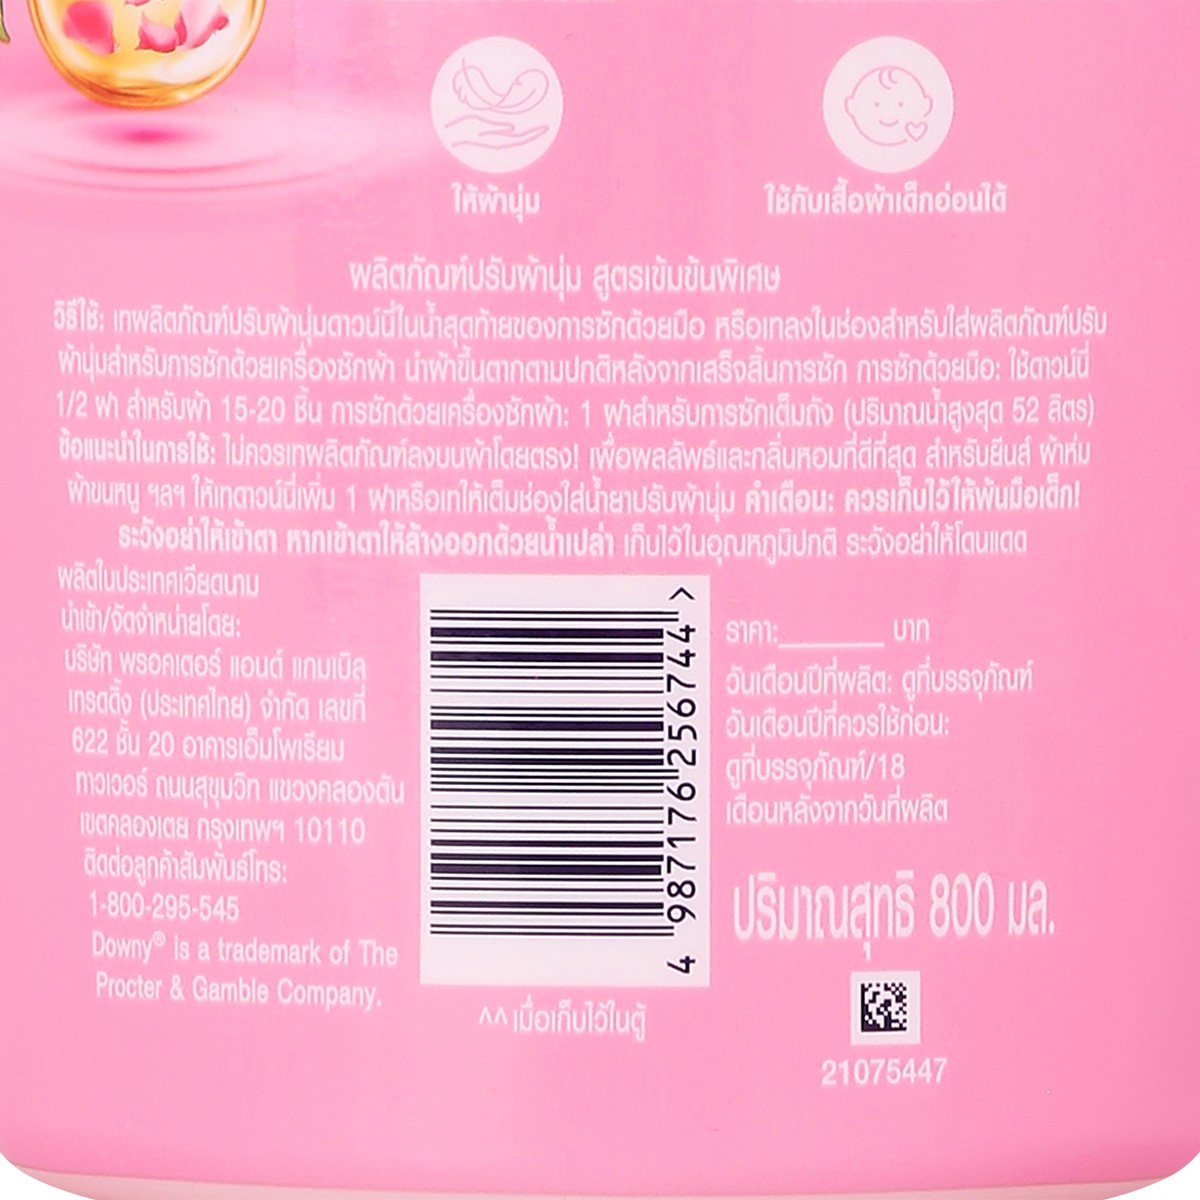 ให้ผ้านุ่ม
ใช้กับเสื้อผ้าเด็กอ่อนได้
ผลิตภัณฑ์ปรับผ้านุ่ม สูตรเข้มข้นพิเศษ
วิธีใช้: เทผลิตภัณฑ์ปรับผ้านุ่มดาวน์นี่ในน้ำสุดท้ายของการซักด้วยมือ หรือเทลงในช่องสำหรับใส่ผลิตภัณฑ์ปรับ
ผ้านุ่มสำหรับการซักด้วยเครื่องซักผ้า นำผ้าขึ้นตากตามปกติหลังจากเสร็จสิ้นการซัก การซักด้วยมือ: ใช้ดาวน์นี่
1/2 ฝา สำหรับผ้า 15-20 ชิ้น การซักด้วยเครื่องซักผ้า: 1 ฝาสำหรับการซักเต็มถัง (ปริมาณน้ำสูงสุด 52 ลิตร)
ข้อแนะนำในการใช้: ไม่ควรเทผลิตภัณฑ์ลงบนผ้าโดยตรง! เพื่อผลลัพธ์และกลิ่นหอมที่ดีที่สุด สำหรับยีนส์ ผ้าห่ม
ผ้าขนหนู ฯลฯ ให้เทดาวน์นี่เพิ่ม 1 ฝาหรือเทให้เต็มช่องใส่น้ำยาปรับผ้านุ่ม คำเตือน: ควรเก็บไว้ให้พ้นมือเด็ก!
ระวังอย่าให้เข้าตา หากเข้าตาให้ล้างออกด้วยน้ำเปล่า เก็บไว้ในอุณหภูมิปกติ ระวังอย่าให้โดนแดด
ผลิตในประเทศเวียดนาม
นำเข้า/จัดจำหน่ายโดย:
บริษัท พรอคเตอร์ แอนด์ แกมเบิล
เทรดดิ้ง (ประเทศไทย) จำกัด เลขที่
622 ชั้น 20 อาคารเอ็มโพเรียม
ทาวเวอร์ ถนนสุขุมวิท แขวงคลองตัน
เขตคลองเตย กรุงเทพฯ 10110
ติดต่อลูกค้าสัมพันธ์โทร:
1-800-295-545
Downy® is a trademark of The
Procter & Gamble Company.
4 987176 256744 >
^^ เมื่อเก็บไว้ในตู้
ราคา:_______ บาท
วันเดือนปีที่ผลิต: ดูที่บรรจุภัณฑ์
วันเดือนปีที่ควรใช้ก่อน:
ดูที่บรรจุภัณฑ์/18
เดือนหลังจากวันที่ผลิต
ปริมาณสุทธิ 800 มล.
21075447